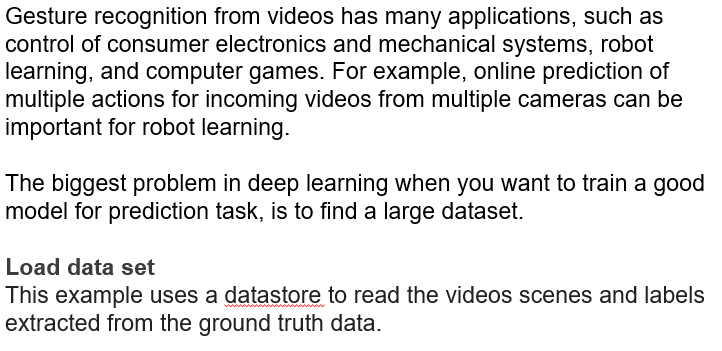 Gesture recognition from videos has many applications, such as
control of consumer electronics and mechanical systems, robot
learning, and computer games. For example, online prediction of
multiple actions for incoming videos from multiple cameras can be
important for robot learning.
The biggest problem in deep learning when you want to train a good
model for prediction task, is to find a large dataset.
Load data set
This example uses a datastore to read the videos scenes and labels
extracted from the ground truth data.